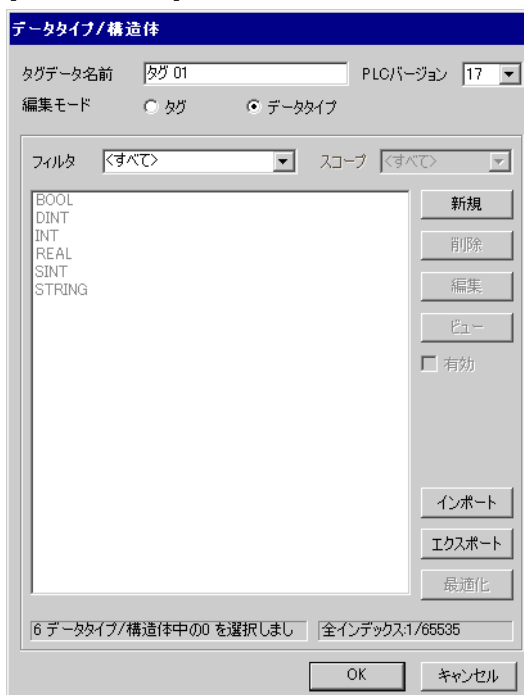 データタイプ/構造体
タグデータ名前 タグ 01 PLCバージョン 17
編集モード タグ データタイプ
フィルタ <すべて> スコープ <すべて>
BOOL
DINT
INT
REAL
SINT
STRING
新規
削除
編集
ビュー
有効
インポート
エクスポート
最適化
6 データタイプ/構造体中の0 を選択しまし 全インデックス:1/65535
OK キャンセル